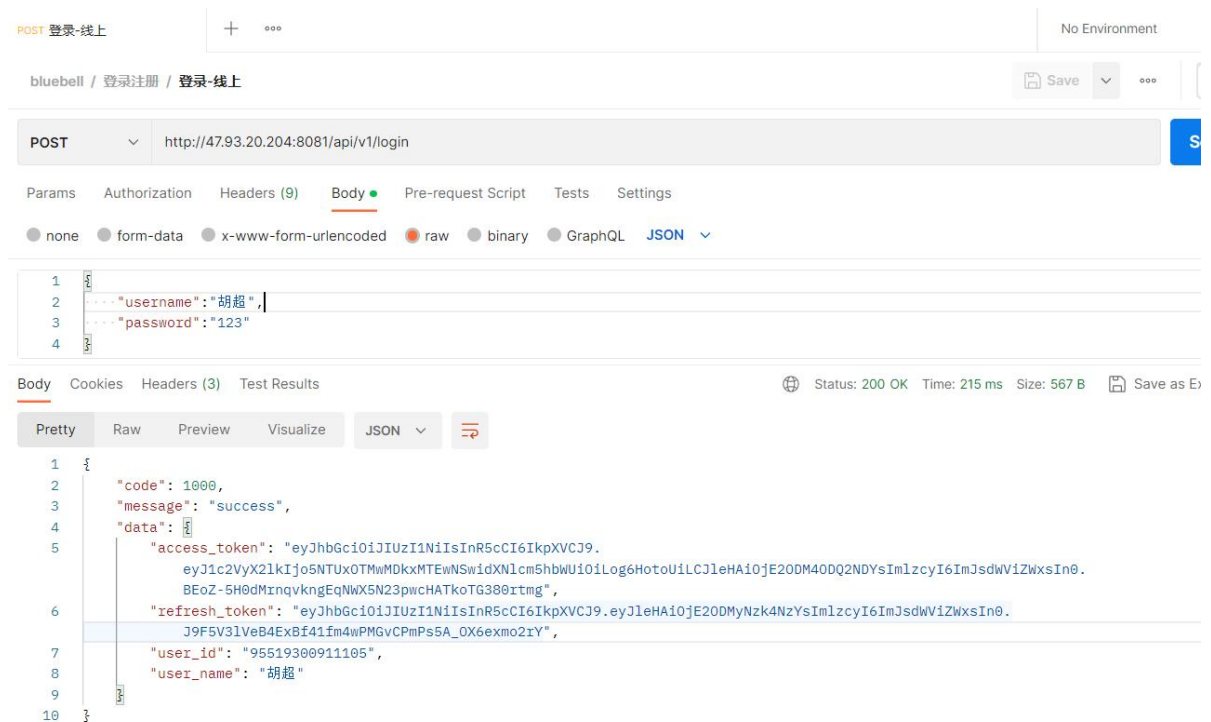 POST 登录-线上
No Environment
bluebell / 登录注册 / 登录-线上
Save
POST http://47.93.20.204:8081/api/v1/login
Params Authorization Headers (9) Body Pre-request Script Tests Settings
none form-data x-www-form-urlencoded raw binary GraphQL JSON
1 {
2 "username":"胡超",
3 "password":"123"
4 }
Body Cookies Headers (3) Test Results Status: 200 OK Time: 215 ms Size: 567 B Save as Ex
Pretty Raw Preview Visualize JSON
1 {
2 "code": 1000,
3 "message": "success",
4 "data": {
5 "access_token": "eyJhbGciOiJIUzI1NiIsInR5cCI6IkpXVCJ9.
eyJ1c2VyX2lkIjo5NTUxOTMwMDkxMTEwNSwidXNlcm5hbWUiOiLog6HotoUiLCJleHAiOjE2ODM4ODQ2NDYsImlzcyI6ImJsdWViZWxsIn0.
BEoZ-5H0dMrnqvkngEqNWX5N23pwcHATkoTG380rtmg",
6 "refresh_token": "eyJhbGciOiJIUzI1NiIsInR5cCI6IkpXVCJ9.eyJleHAiOjE2ODMyNzk4NzYsImlzcyI6ImJsdWViZWxsIn0.
J9F5V3lVeB4ExBf41fm4wPMGvCPmPs5A_OX6exmo2rY",
7 "user_id": "95519300911105",
8 "user_name": "胡超"
9 }
10 }